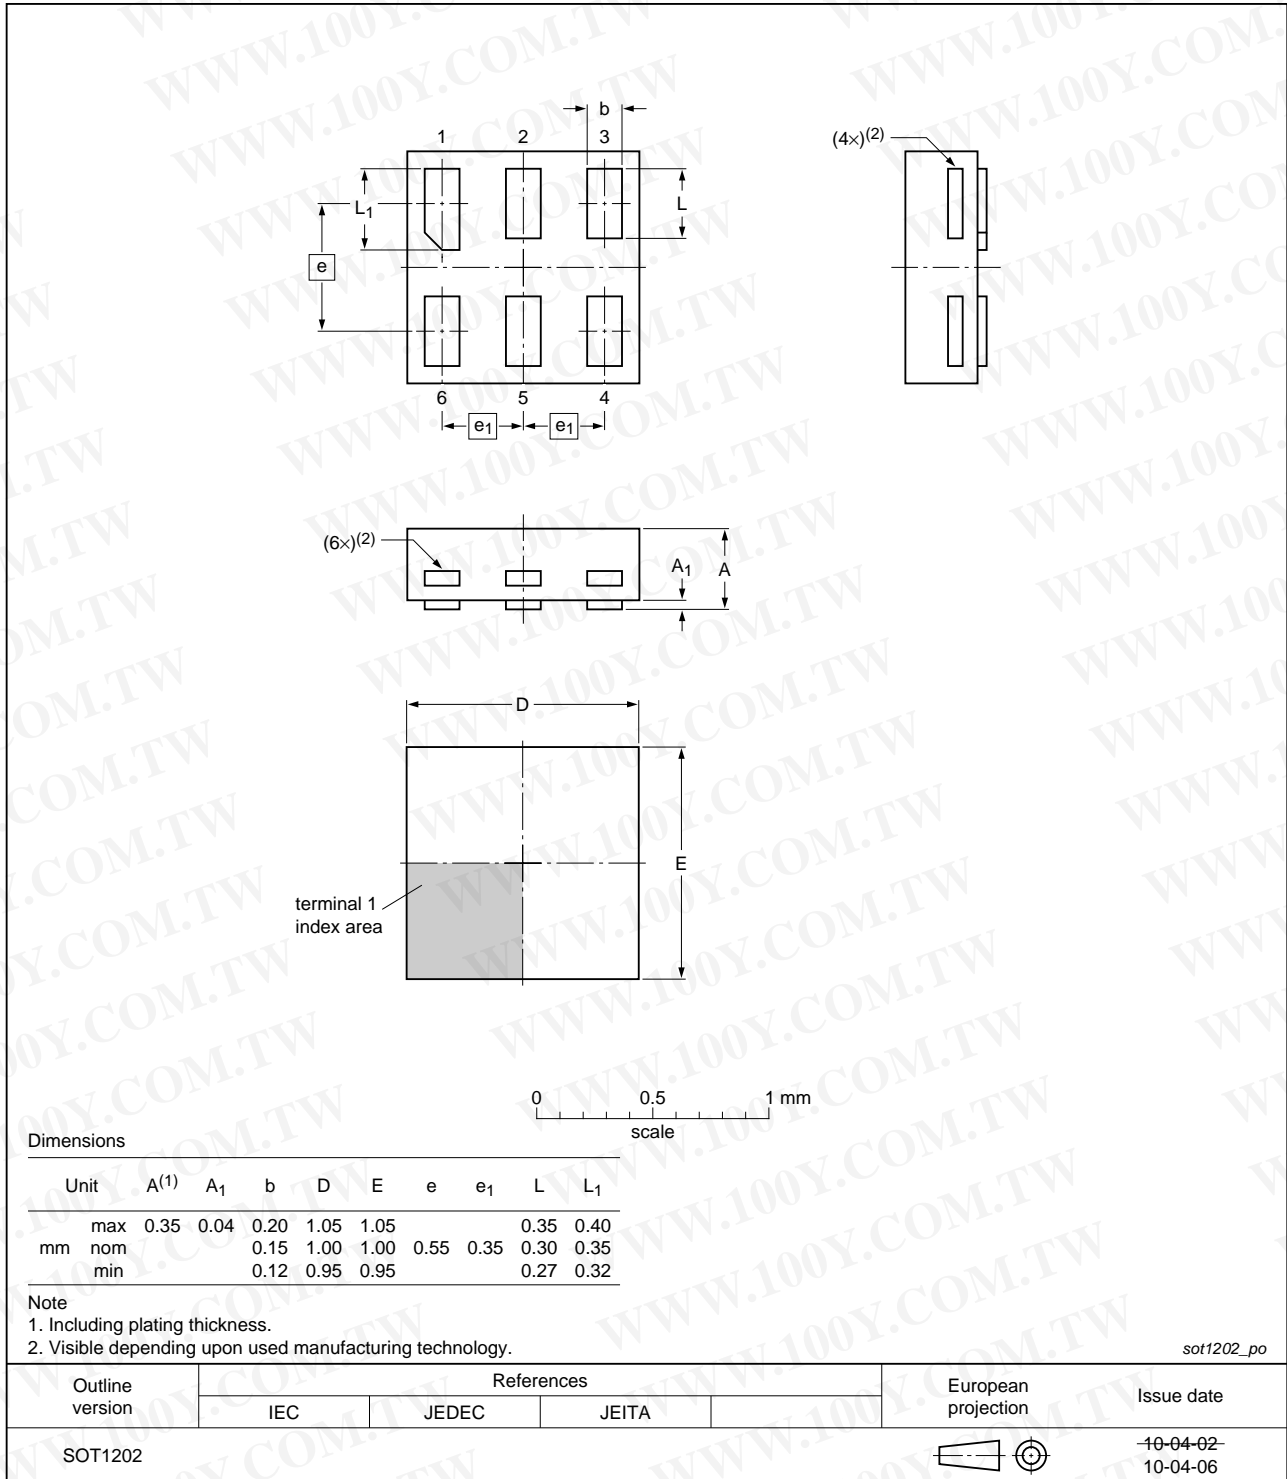 1 2 3
b
(4×)(2)
L1
L
e
6 5 4
e1 e1
(6×)(2)
A1 A
D
E
terminal 1
index area
0 0.5 1 mm
scale
Dimensions
Unit A(1) A1 b D E e e1 L L1
max 0.35 0.04 0.20 1.05 1.05 0.35 0.40
mm nom 0.15 1.00 1.00 0.55 0.35 0.30 0.35
min 0.12 0.95 0.95 0.27 0.32
Note
1. Including plating thickness.
2. Visible depending upon used manufacturing technology.
sot1202_po
Outline version References European projection Issue date
IEC JEDEC JEITA
SOT1202 10-04-02
10-04-06
WWW.100Y.COM.TW